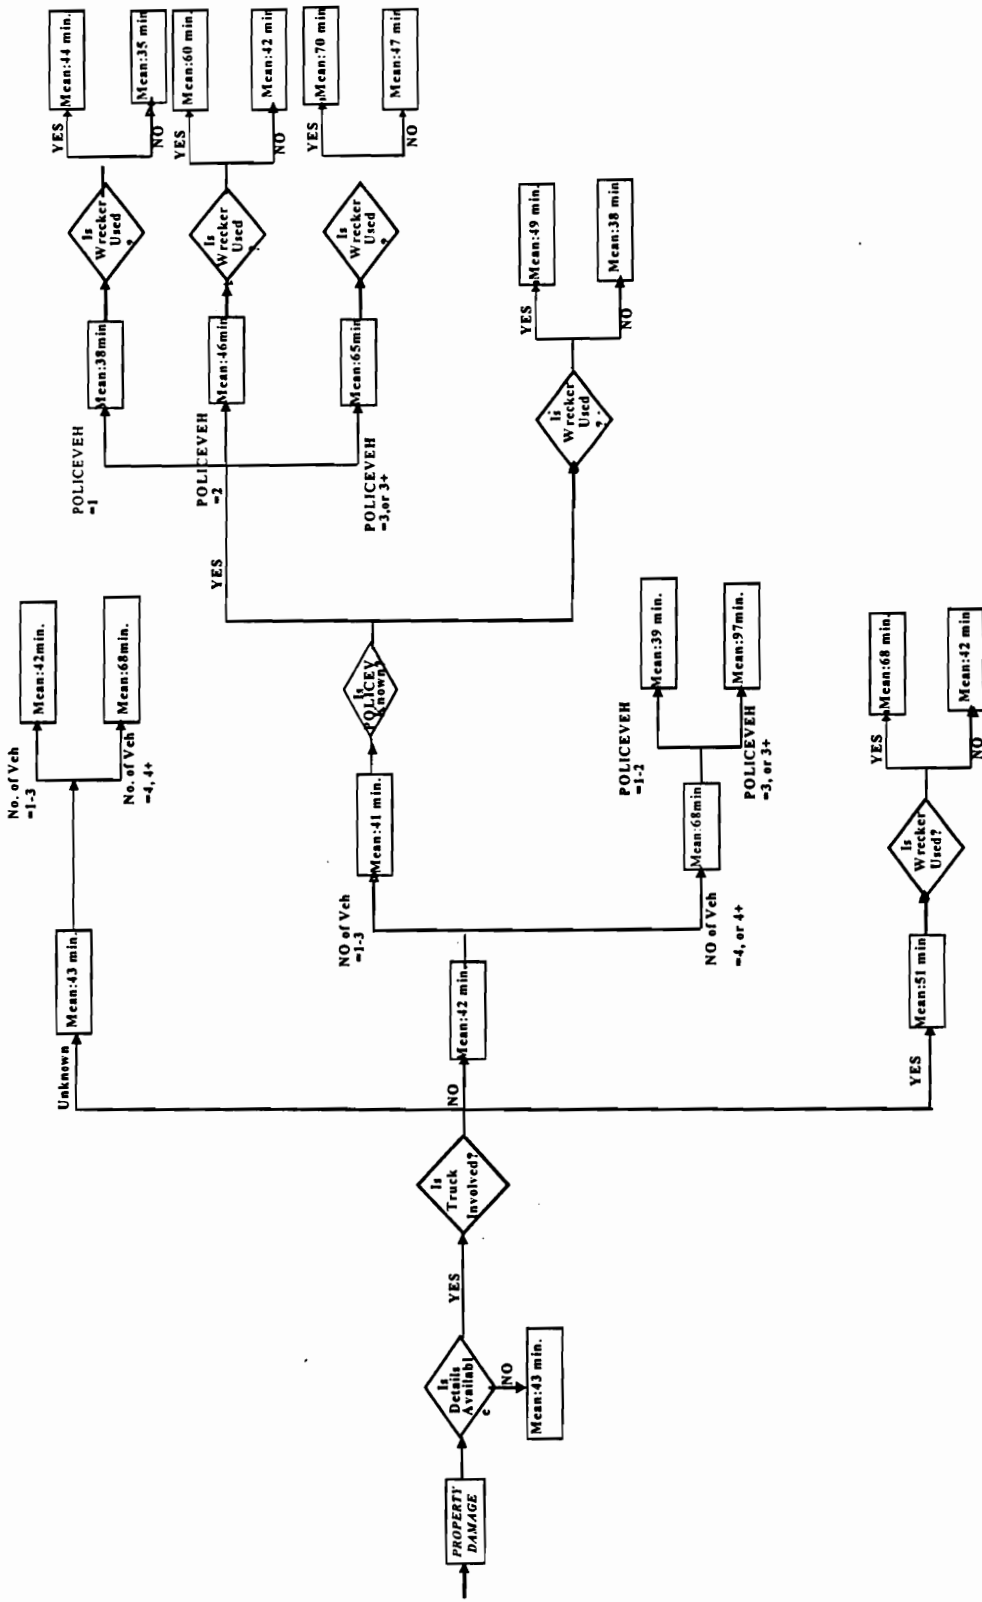 PROPERTY
DAMAGE
Is
Details
Availabl
e
NO
Mean:43 min.
YES
Is
Truck
Involved?
Unknown
Mean:43 min.
No. of Veh
=1-3
Mean:42min.
No. of Veh
=4, 4+
Mean:68min.
NO
Mean:42 min.
NO of Veh
=1-3
Mean:41 min.
Is
POLICEV
Known?
YES
POLICEVEH
=1
Mean:38min
Is
Wrecker
Used
?
YES
Mean:44 min.
NO
Mean:35 min
POLICEVEH
=2
Mean:46min
Is
Wrecker
Used
?
YES
Mean:60 min.
NO
Mean:42 min
POLICEVEH
=3,or 3+
Mean:65min
Is
Wrecker
Used
?
YES
Mean:70 min
NO
Mean:47 min
Is
Wrecker
Used
?
YES
Mean:49 min.
NO
Mean:38 min
NO of Veh
=4, or 4+
Mean:68min
POLICEVEH
=1-2
Mean:39 min
POLICEVEH
=3, or 3+
Mean:97min.
YES
Mean:51 min
Is
Wrecker
Used?
YES
Mean:68 min.
NO
Mean:42 min